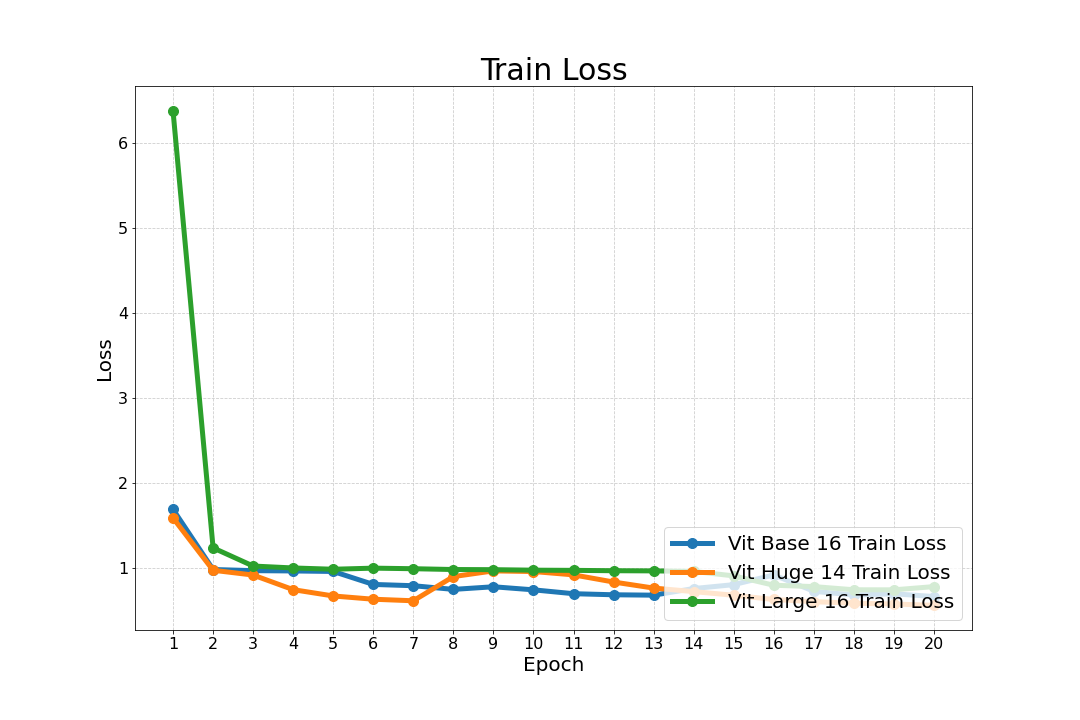 Train Loss
6
5
4
3
2
1
Loss
Vit Base 16 Train Loss
Vit Huge 14 Train Loss
Vit Large 16 Train Loss
1 2 3 4 5 6 7 8 9 10 11 12 13 14 15 16 17 18 19 20
Epoch